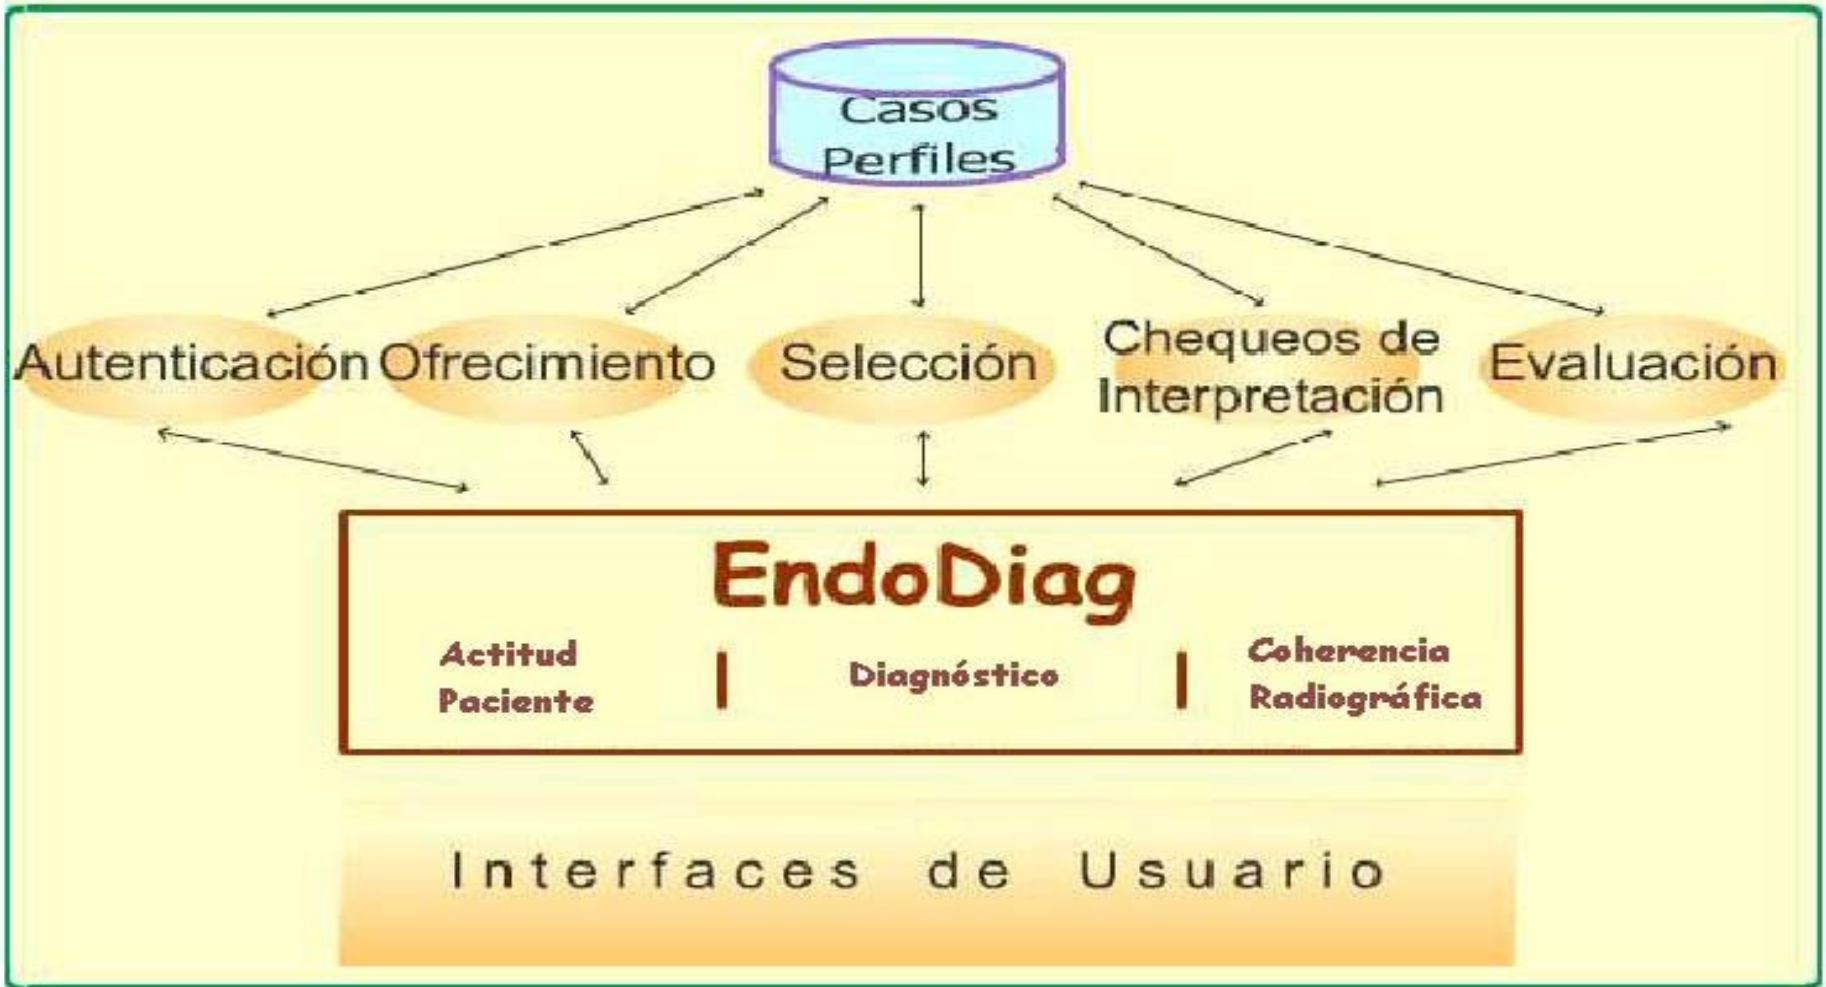 Casos
Perfiles
Autenticación
Ofrecimiento
Selección
Chequeos de
Interpretación
Evaluación
EndoDiag
Actitud
Paciente
Diagnóstico
Coherencia
Radiográfica
Interfaces de Usuario